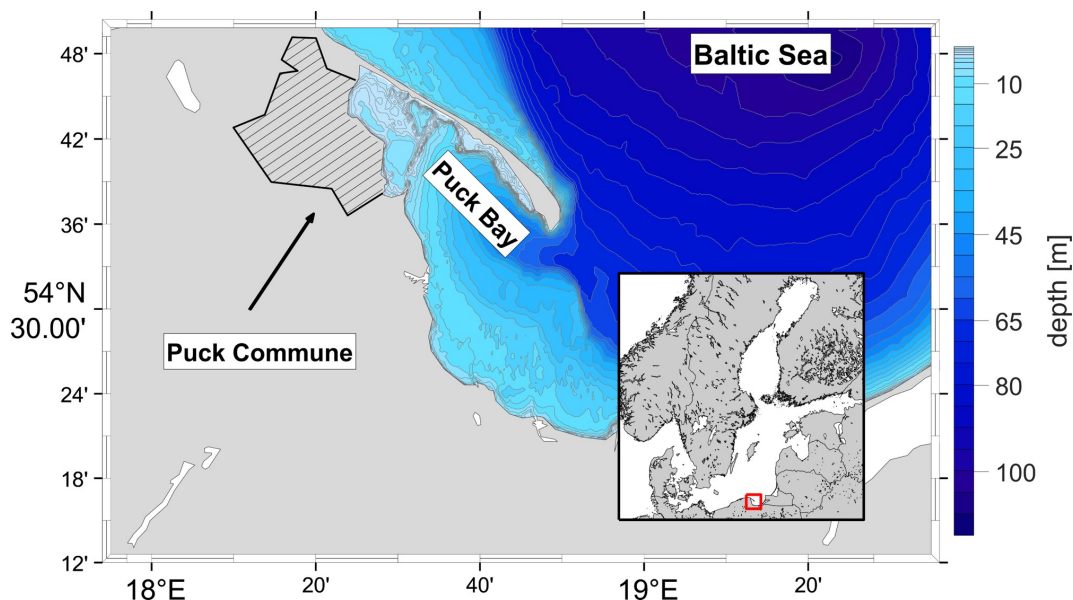 Baltic Sea
Puck Bay
Puck Commune
48'
42'
36'
54°N
30.00'
24'
18'
12'
18°E
20'
40'
19°E
20'
10
25
45
65
80
100
depth [m]